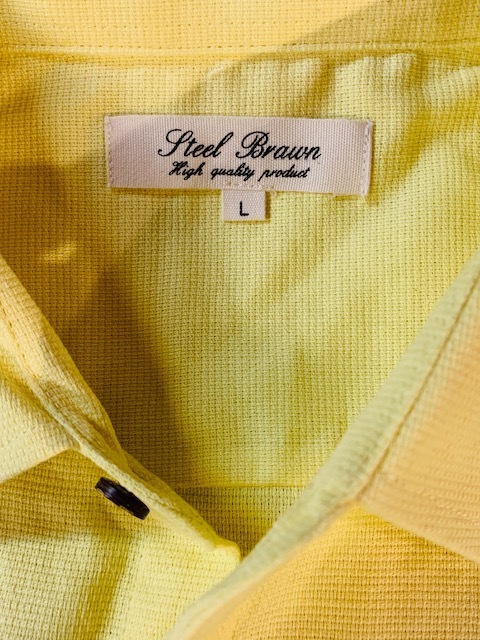 Steel Brawn
High quality product
L